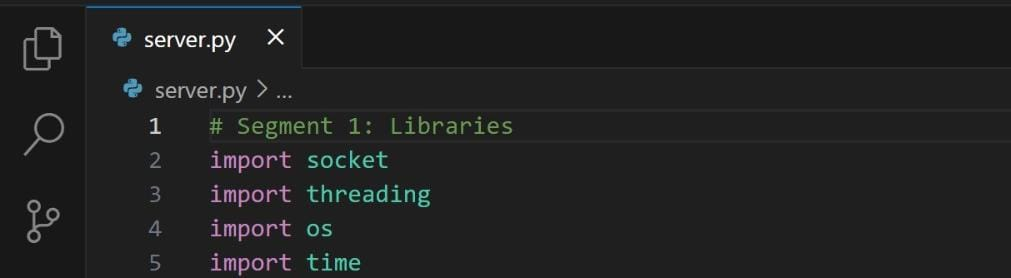 server.py
server.py > ...
1 # Segment 1: Libraries
2 import socket
3 import threading
4 import os
5 import time